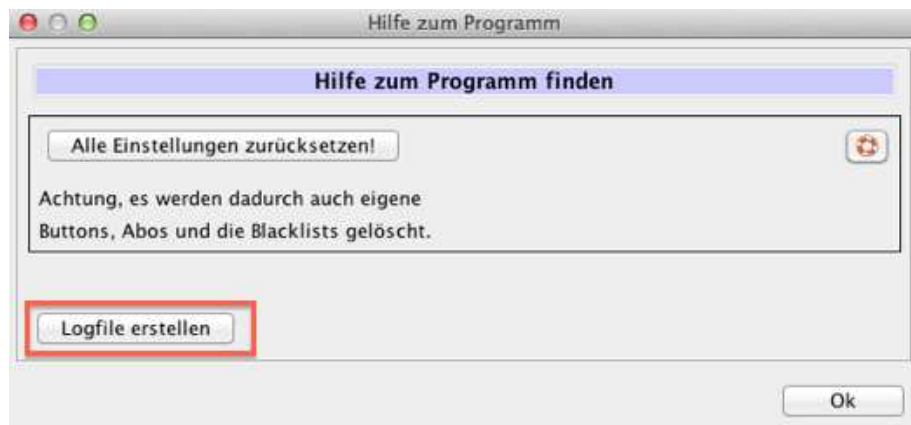 Hilfe zum Programm
Hilfe zum Programm finden
Alle Einstellungen zurücksetzen!
Achtung, es werden dadurch auch eigene
Buttons, Abos und die Blacklists gelöscht.
Logfile erstellen
Ok